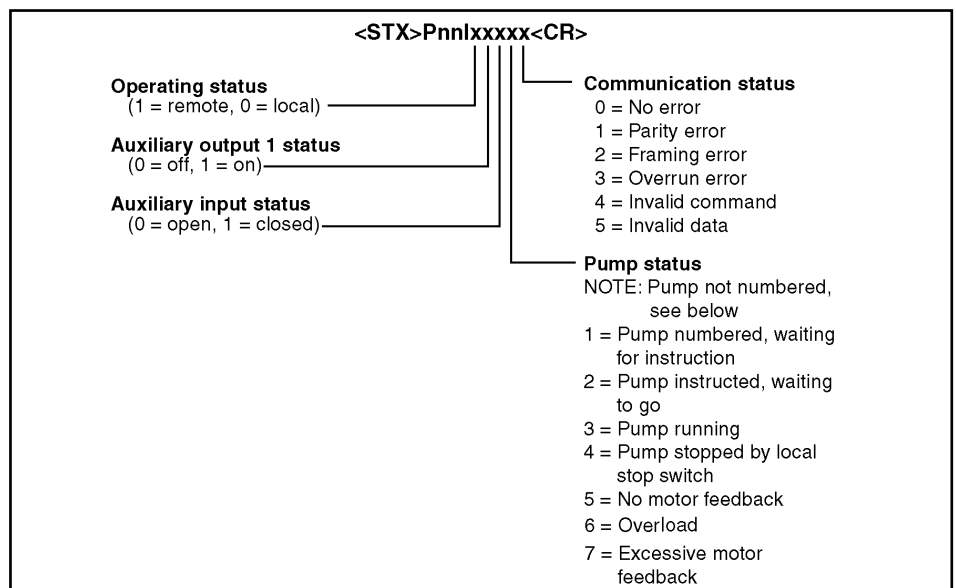 <STX>PnnIxxxxx<CR>
Operating status
(1 = remote, 0 = local)
Auxiliary output 1 status
(0 = off, 1 = on)
Auxiliary input status
(0 = open, 1 = closed)
Communication status
0 = No error
1 = Parity error
2 = Framing error
3 = Overrun error
4 = Invalid command
5 = Invalid data
Pump status
NOTE: Pump not numbered,
see below
1 = Pump numbered, waiting
for instruction
2 = Pump instructed, waiting
to go
3 = Pump running
4 = Pump stopped by local
stop switch
5 = No motor feedback
6 = Overload
7 = Excessive motor
feedback